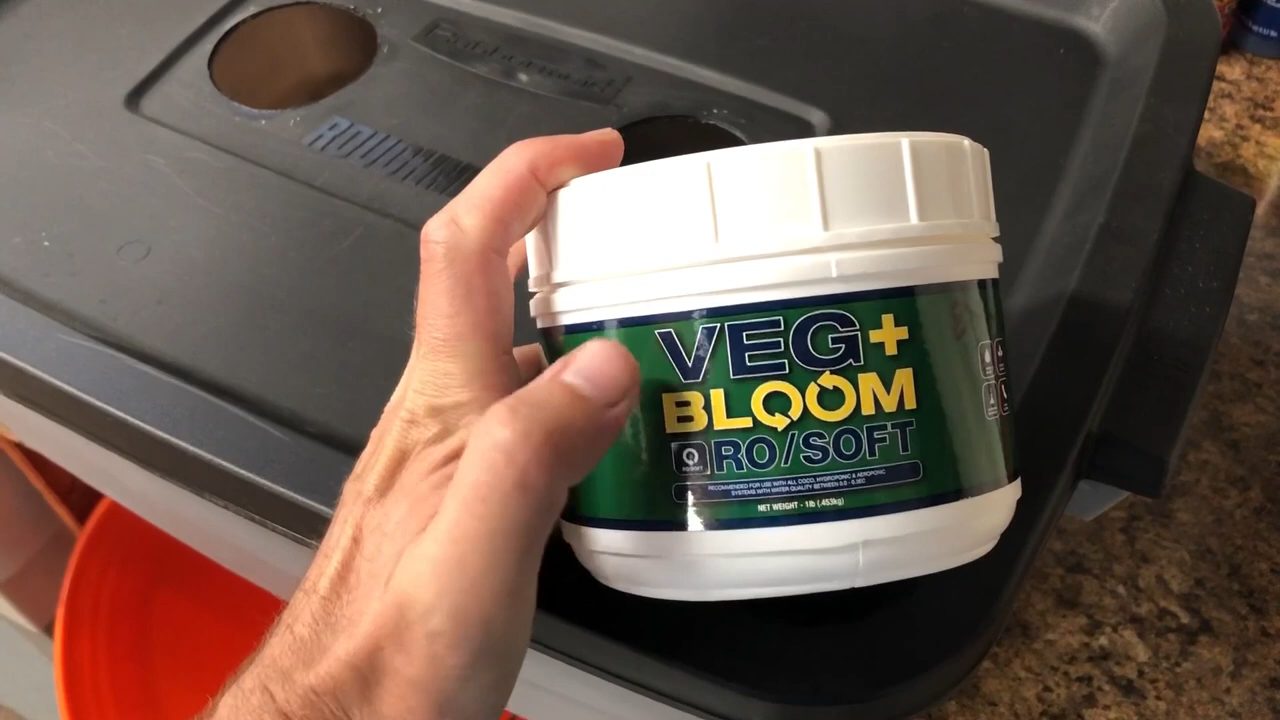 Rubbermaid
ROUGHNECK
VEG+
BLOOM
RO/SOFT
RECOMMENDED FOR USE WITH ALL COCO, HYDROPONIC & AEROPONIC
SYSTEMS WITH WATER QUALITY BETWEEN 0.0 - 0.3EC
NET WEIGHT - 1lb (.453kg)